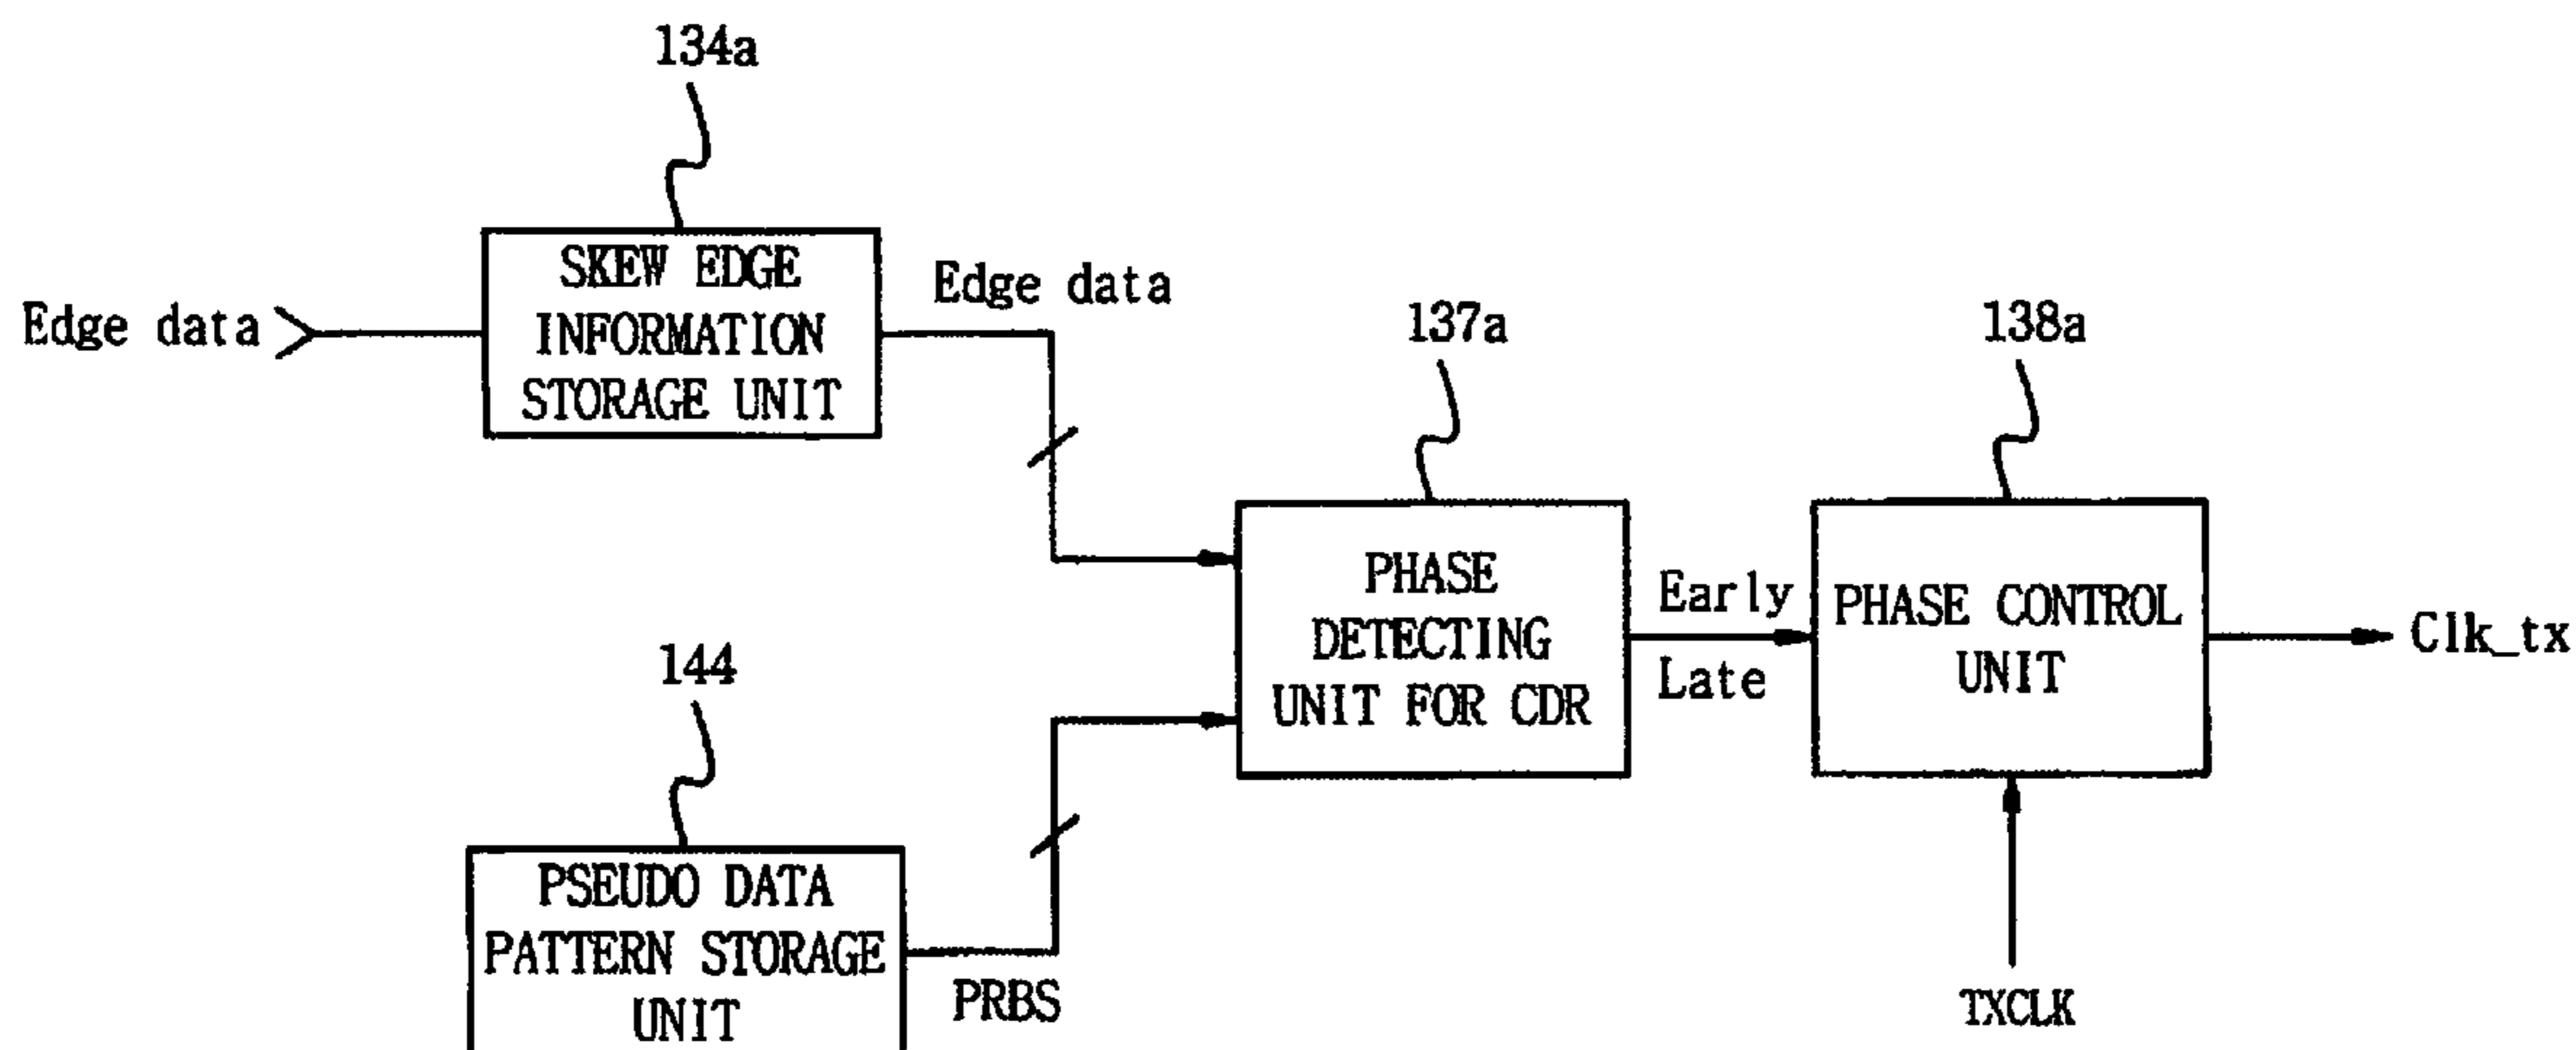 134a
SKEW EDGE
INFORMATION
STORAGE UNIT
Edge data
Edge data
137a
138a
PHASE
DETECTING
UNIT FOR CDR
Early
Late
PHASE CONTROL
UNIT
Clk_tx
144
PSEUDO DATA
PATTERN STORAGE
UNIT
PRBS
TXCLK